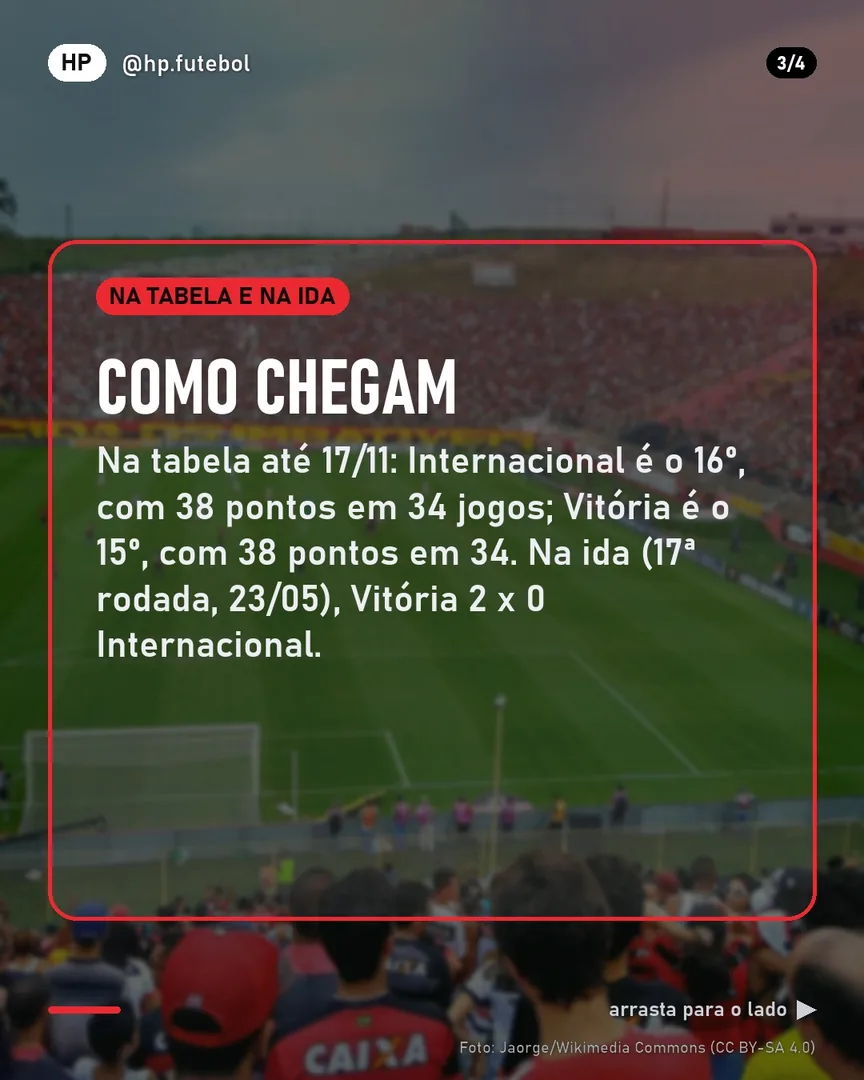 HP @hp.futebol
3/4
NA TABELA E NA IDA
COMO CHEGAM
Na tabela até 17/11: Internacional é o 16º,
com 38 pontos em 34 jogos; Vitória é o
15º, com 38 pontos em 34. Na ida (17ª
rodada, 23/05), Vitória 2 x 0
Internacional.
CAIXA
arrasta para o lado ▶
Foto: Jaorge/Wikimedia Commons (CC BY-SA 4.0)